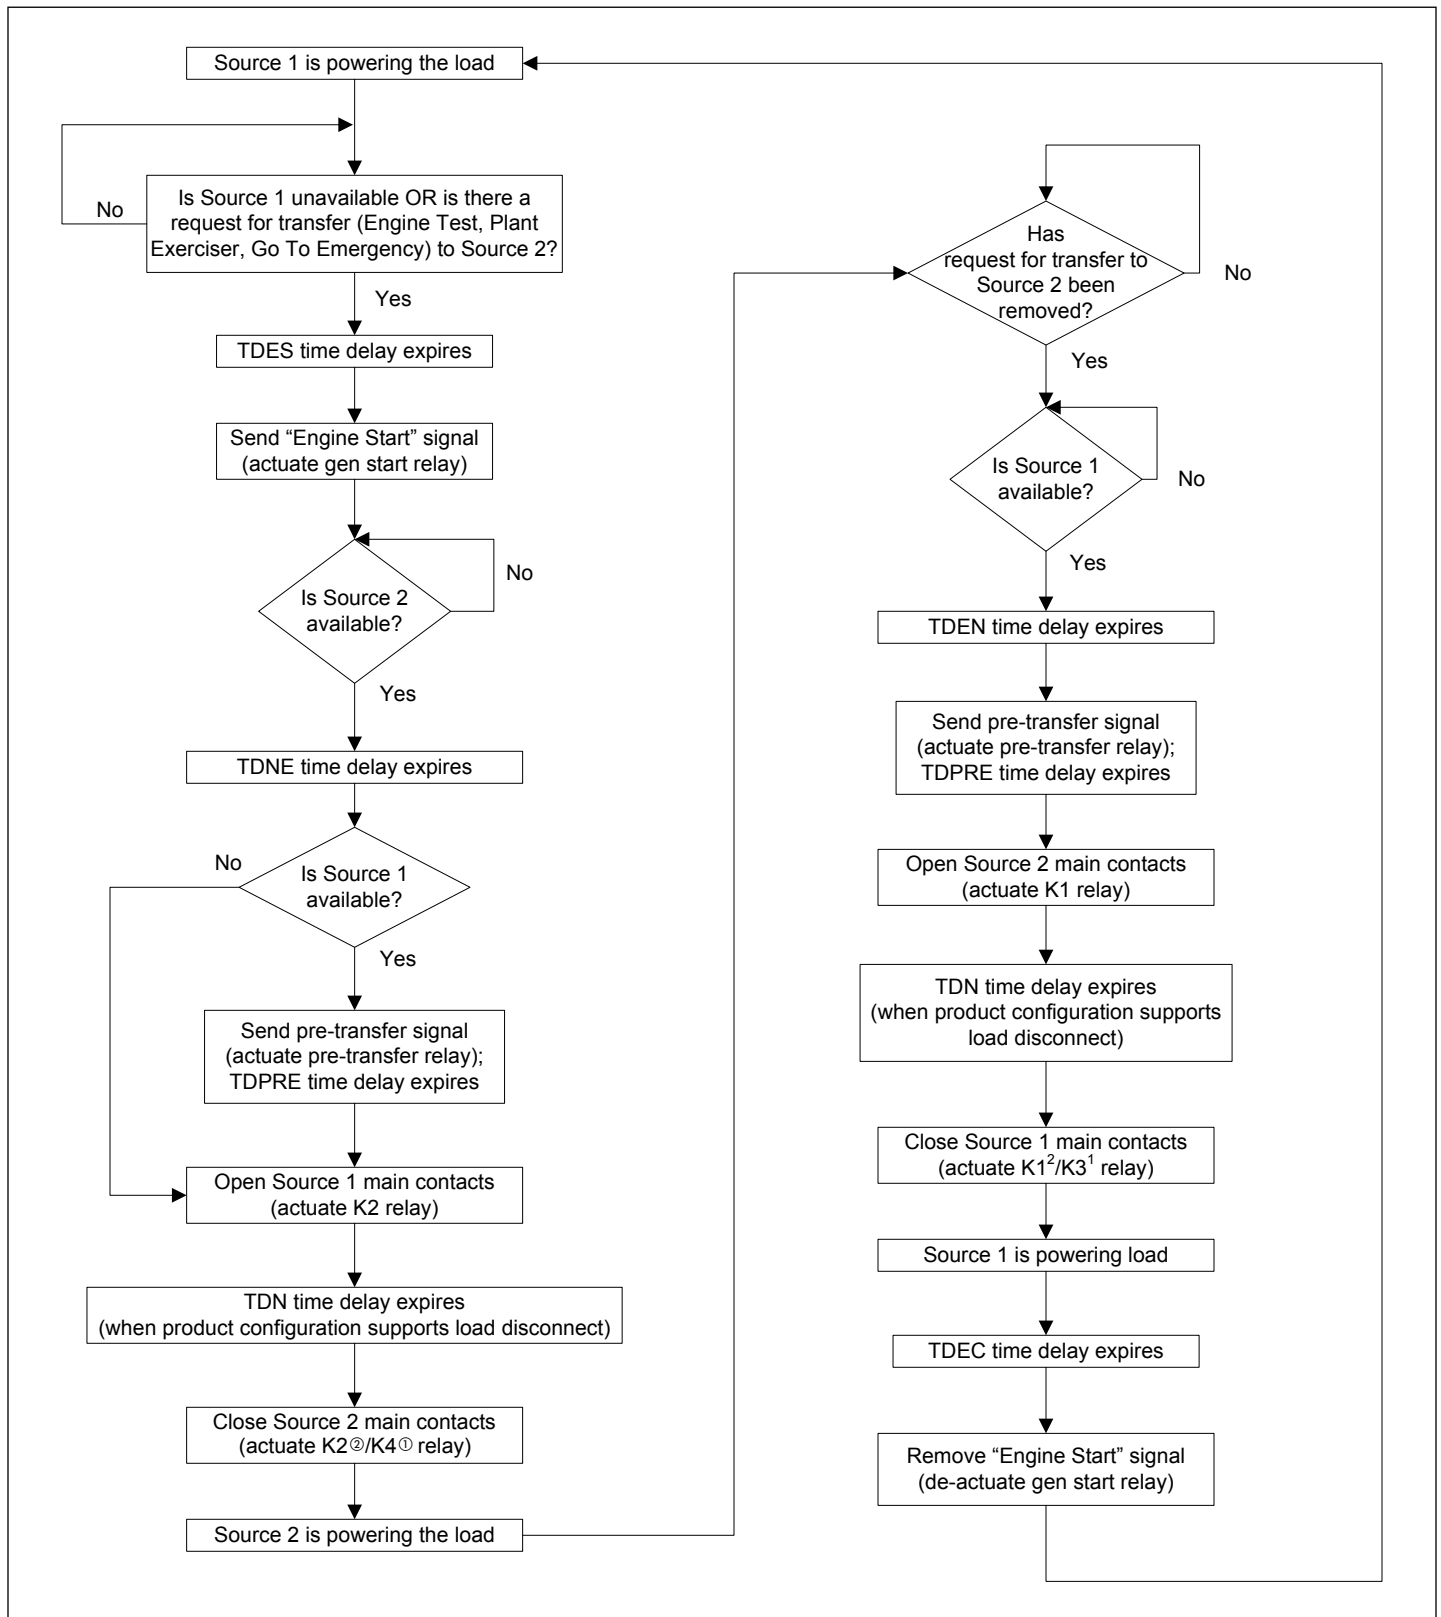 Source 1 is powering the load
No
Is Source 1 unavailable OR is there a
request for transfer (Engine Test, Plant
Exerciser, Go To Emergency) to Source 2?
Yes
TDES time delay expires
Send “Engine Start” signal
(actuate gen start relay)
No
Is Source 2
available?
Yes
TDNE time delay expires
No
Is Source 1
available?
Yes
Send pre-transfer signal
(actuate pre-transfer relay);
TDPRE time delay expires
Open Source 1 main contacts
(actuate K2 relay)
TDN time delay expires
(when product configuration supports load disconnect)
Close Source 2 main contacts
(actuate K2②/K4① relay)
Source 2 is powering the load
Has
request for transfer to
Source 2 been
removed?
No
Yes
Is Source 1
available?
No
Yes
TDEN time delay expires
Send pre-transfer signal
(actuate pre-transfer relay);
TDPRE time delay expires
Open Source 2 main contacts
(actuate K1 relay)
TDN time delay expires
(when product configuration supports
load disconnect)
Close Source 1 main contacts
(actuate K1²/K3¹ relay)
Source 1 is powering load
TDEC time delay expires
Remove “Engine Start” signal
(de-actuate gen start relay)